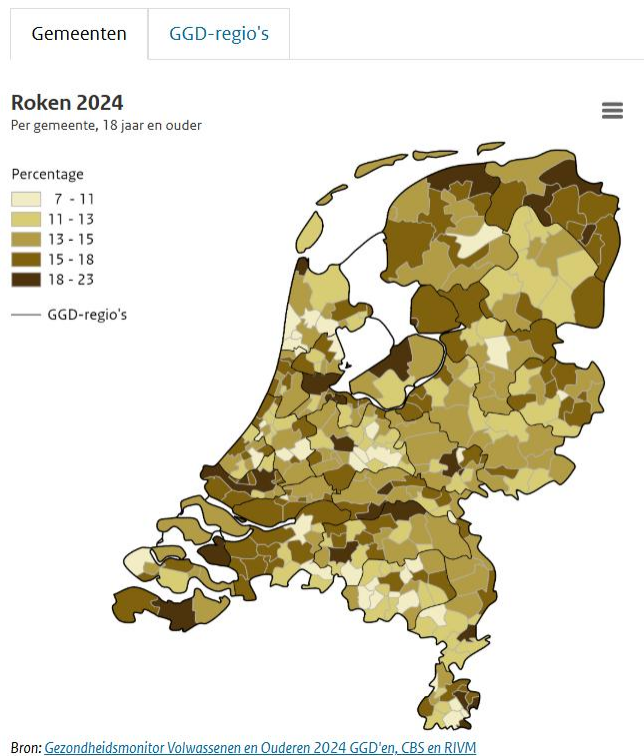 Gemeenten
GGD-regio's
Roken 2024
Per gemeente, 18 jaar en ouder
Percentage
7 - 11
11 - 13
13 - 15
15 - 18
18 - 23
GGD-regio's
Bron: Gezondheidsmonitor Volwassenen en Ouderen 2024 GGD'en, CBS en RIVM